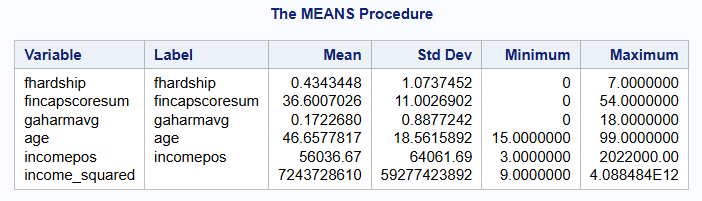 The MEANS Procedure
Variable Label Mean Std Dev Minimum Maximum
fhardship fhardship 0.4343448 1.0737452 0 7.0000000
fincapscoresum fincapscoresum 36.6007026 11.0026902 0 54.0000000
gaharmavg gaharmavg 0.1722680 0.8877242 0 18.0000000
age age 46.6577817 18.5615892 15.0000000 99.0000000
incomepos incomepos 56036.67 64061.69 3.0000000 2022000.00
income_squared 7243728610 59277423892 9.0000000 4.088484E12